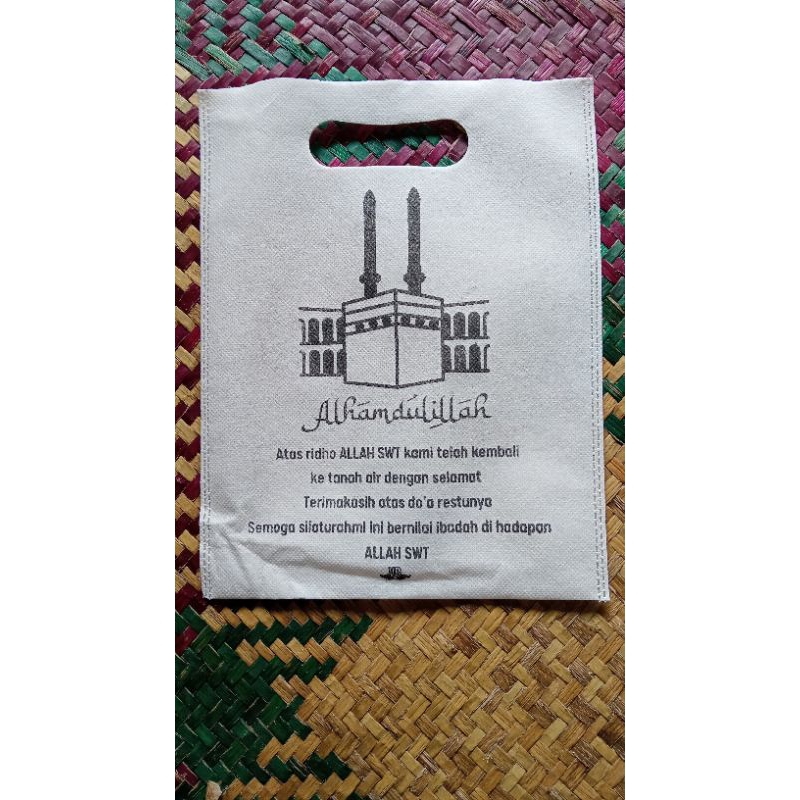 Alhamdulillah
Atas ridho ALLAH SWT kami telah kembali
ke tanah air dengan selamat
Terimakasih atas do'a restunya
Semoga silaturahmi ini bernilai ibadah di hadapan
ALLAH SWT